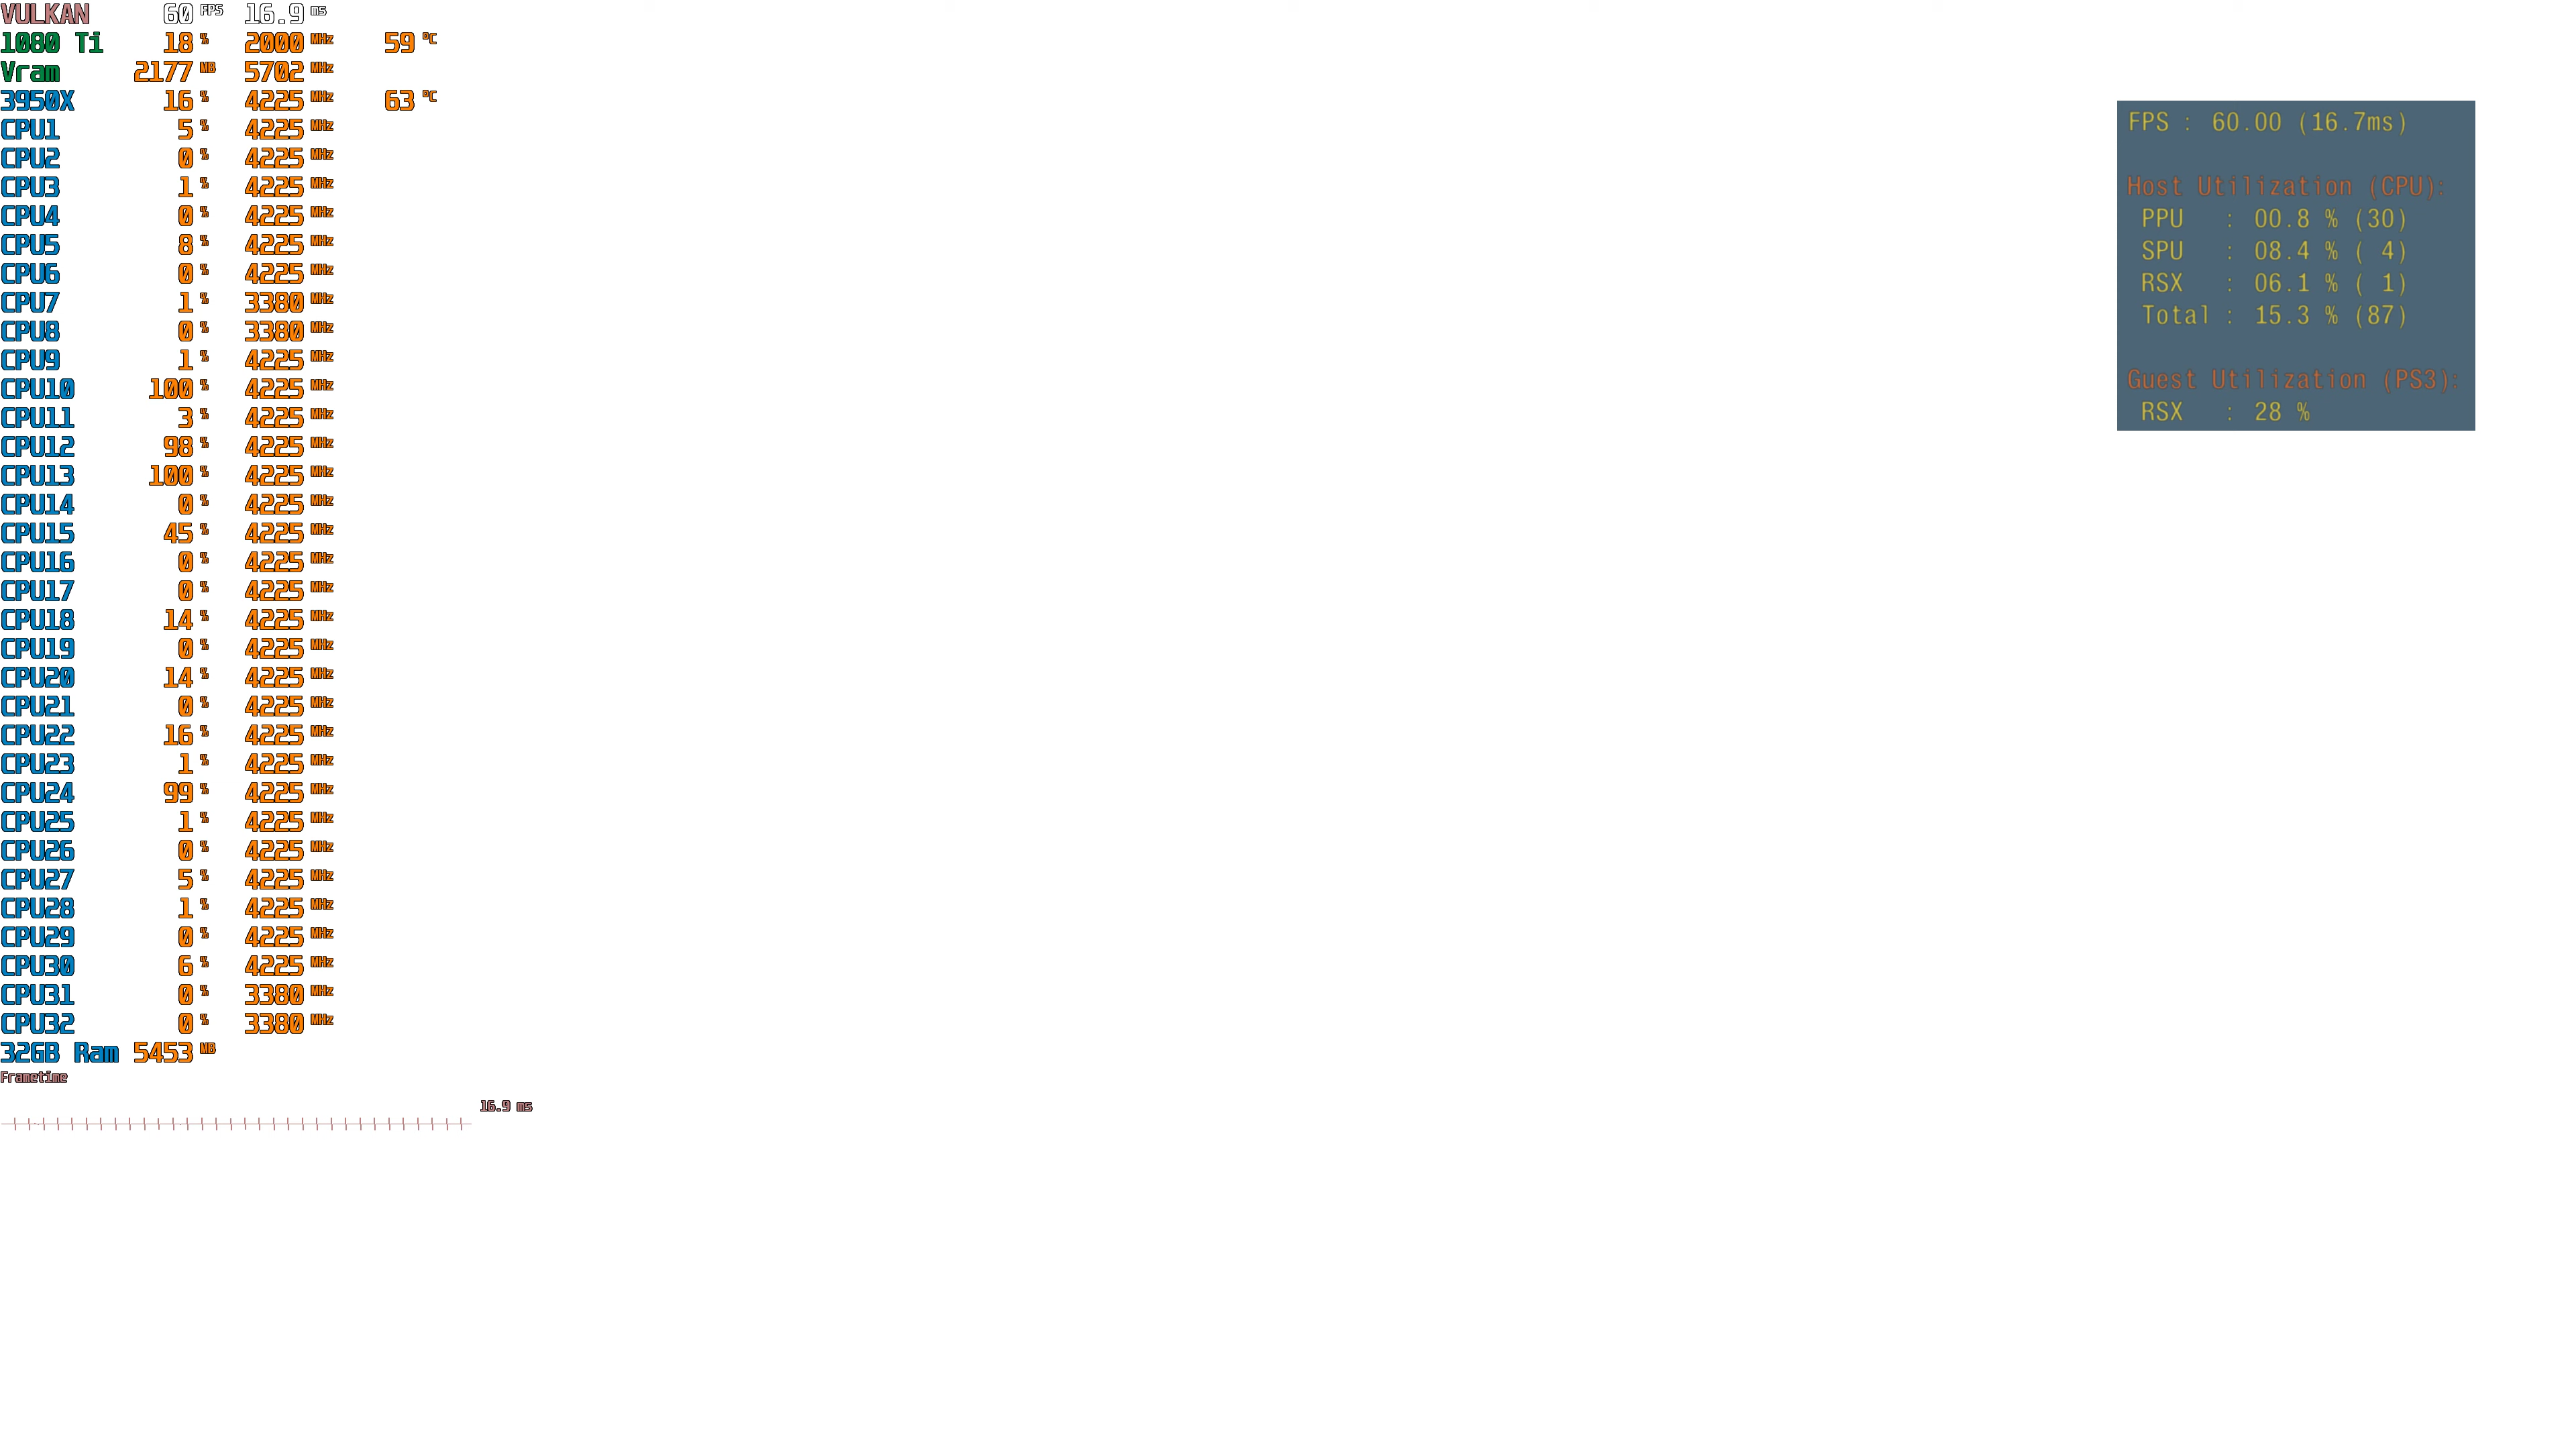 VULKAN 60 FPS 16.9 ms
1080 Ti 18 % 2000 MHz 59 °C
Vram 2177 MB 5702 MHz
3950X 16 % 4225 MHz 63 °C
CPU1 5 % 4225 MHz
CPU2 0 % 4225 MHz
CPU3 1 % 4225 MHz
CPU4 0 % 4225 MHz
CPU5 8 % 4225 MHz
CPU6 0 % 4225 MHz
CPU7 1 % 3380 MHz
CPU8 0 % 3380 MHz
CPU9 1 % 4225 MHz
CPU10 100 % 4225 MHz
CPU11 3 % 4225 MHz
CPU12 98 % 4225 MHz
CPU13 100 % 4225 MHz
CPU14 0 % 4225 MHz
CPU15 45 % 4225 MHz
CPU16 0 % 4225 MHz
CPU17 0 % 4225 MHz
CPU18 14 % 4225 MHz
CPU19 0 % 4225 MHz
CPU20 14 % 4225 MHz
CPU21 0 % 4225 MHz
CPU22 16 % 4225 MHz
CPU23 1 % 4225 MHz
CPU24 99 % 4225 MHz
CPU25 1 % 4225 MHz
CPU26 0 % 4225 MHz
CPU27 5 % 4225 MHz
CPU28 1 % 4225 MHz
CPU29 0 % 4225 MHz
CPU30 6 % 4225 MHz
CPU31 0 % 3380 MHz
CPU32 0 % 3380 MHz
32GB Ram 5453 MB
Frametime
16.9 ms
FPS : 60.00 (16.7ms)
Host Utilization (CPU):
PPU : 00.8 % (30)
SPU : 08.4 % ( 4)
RSX : 06.1 % ( 1)
Total : 15.3 % (87)
Guest Utilization (PS3):
RSX : 28 %